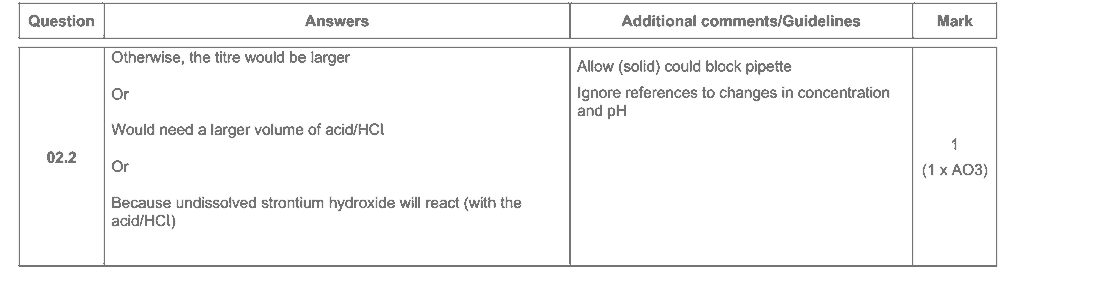 Question Answers Additional comments/Guidelines Mark
02.2
Otherwise, the titre would be larger
Or
Would need a larger volume of acid/HCl
Or
Because undissolved strontium hydroxide will react (with the
acid/HCl)
Allow (solid) could block pipette
Ignore references to changes in concentration
and pH
1
(1 x AO3)